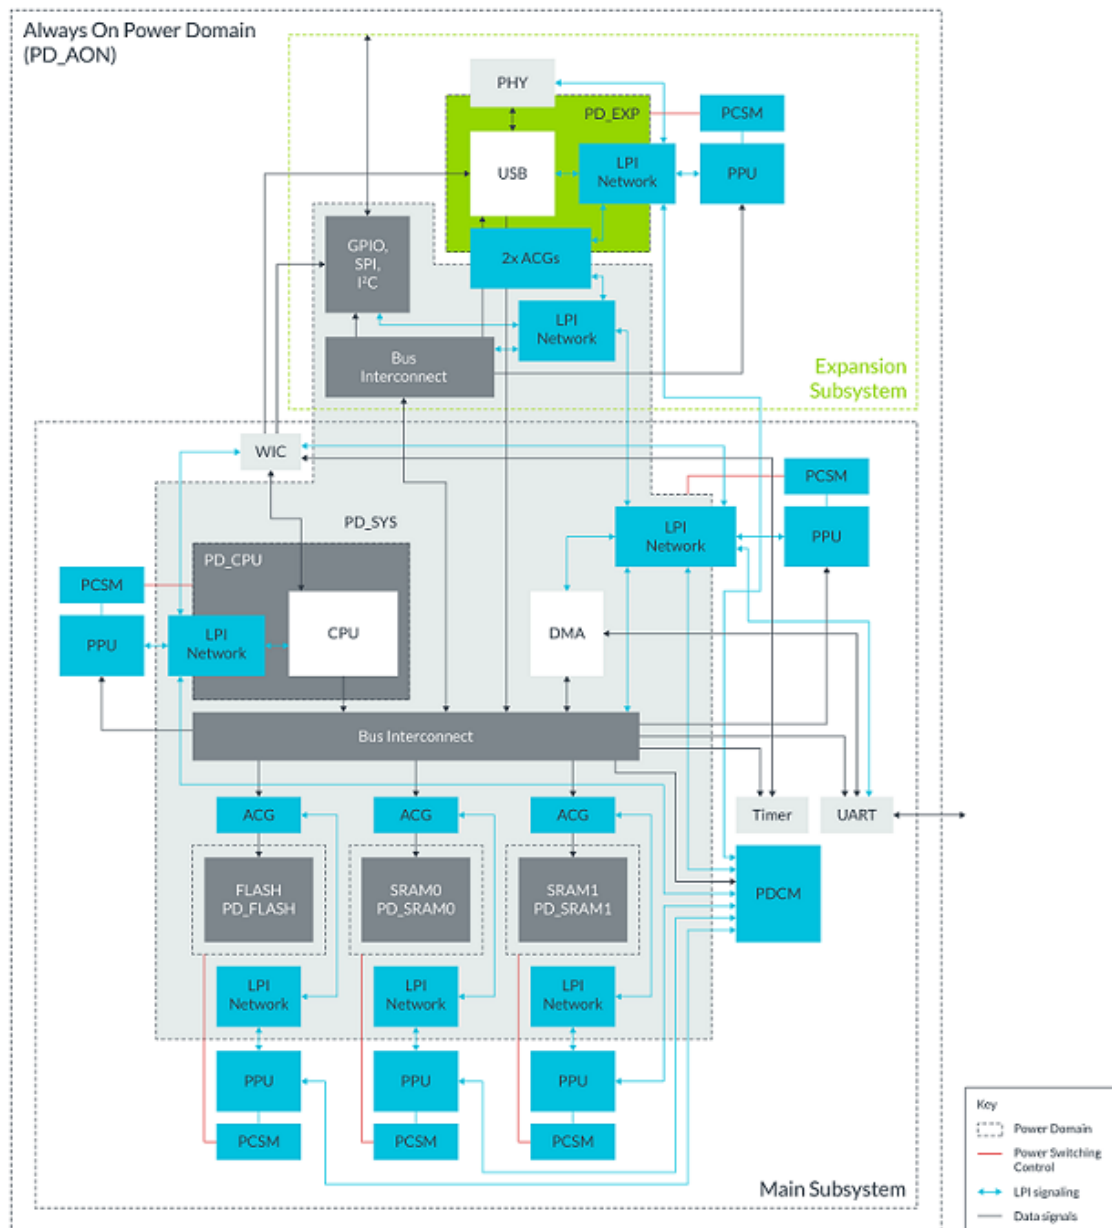 Always On Power Domain
(PD_AON)
PHY
PD_EXP
PCSM
USB
LPI
Network
PPU
GPIO,
SPI,
I²C
2x ACGs
LPI
Network
Bus
Interconnect
Expansion
Subsystem
WIC
PCSM
PD_SYS
LPI
Network
PPU
PD_CPU
PCSM
CPU
DMA
PPU
LPI
Network
Bus Interconnect
ACG
ACG
ACG
Timer
UART
FLASH
PD_FLASH
SRAM0
PD_SRAM0
SRAM1
PD_SRAM1
PDCM
LPI
Network
LPI
Network
LPI
Network
PPU
PPU
PPU
PCSM
PCSM
PCSM
Main Subsystem
Key
Power Domain
Power Switching
Control
LPI signaling
Data signals